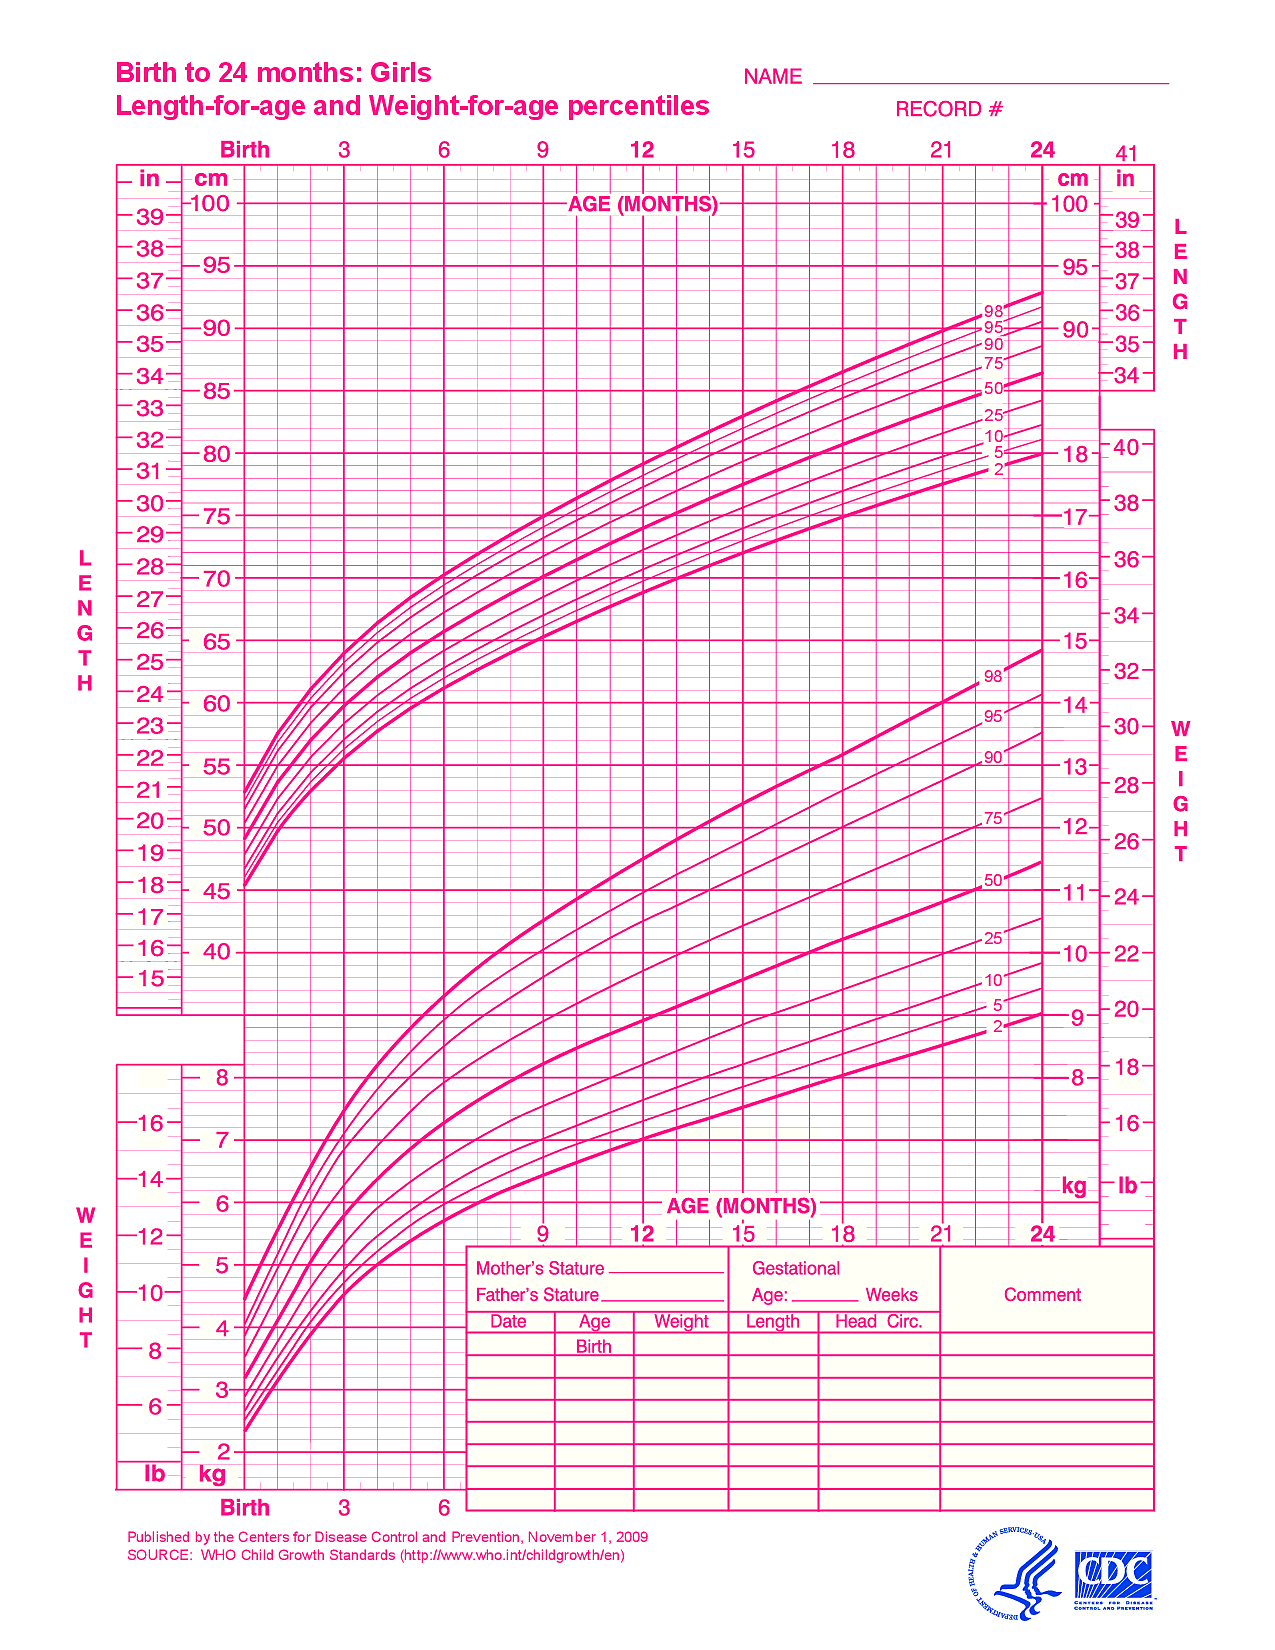 Birth to 24 months: Girls
NAME
Length-for-age and Weight-for-age percentiles
RECORD #
Birth 3 6 9 12 15 18 21 24 41
in cm cm in
AGE (MONTHS)
100 100
39 39
38 38
95 95
37 37
36 98 36
90 95 90
35 90 35
34 75 34
85 50
33 25
32 10 40
80 5 18
31 2
30 38
75 17
29
28 36
70 16
27
26 34
65 15
25
24 98 32
60 14
23 95 30
22 90
55 13
21 28
20 75
50 12
19 26
18 50
45 11 24
17
16 25
40 10 22
15 10
5 20
9
2
8 8 18
16 16
7
14
6
kg lb
AGE (MONTHS)
12
9 12 15 18 21 24
5
10
4
8
3
6
2
lb kg
Birth 3 6
L
E
N
G
T
H
L
E
N
G
T
H
W
E
I
G
H
T
W
E
I
G
H
T
Mother's Stature Gestational
Father's Stature Age: Weeks Comment
Date Age Weight Length Head Circ.
Birth
Published by the Centers for Disease Control and Prevention, November 1, 2009
SOURCE: WHO Child Growth Standards (http://www.who.int/childgrowth/en)
DEPARTMENT OF HEALTH & HUMAN SERVICES·USA
CDC
CENTERS FOR DISEASE
CONTROL AND PREVENTION